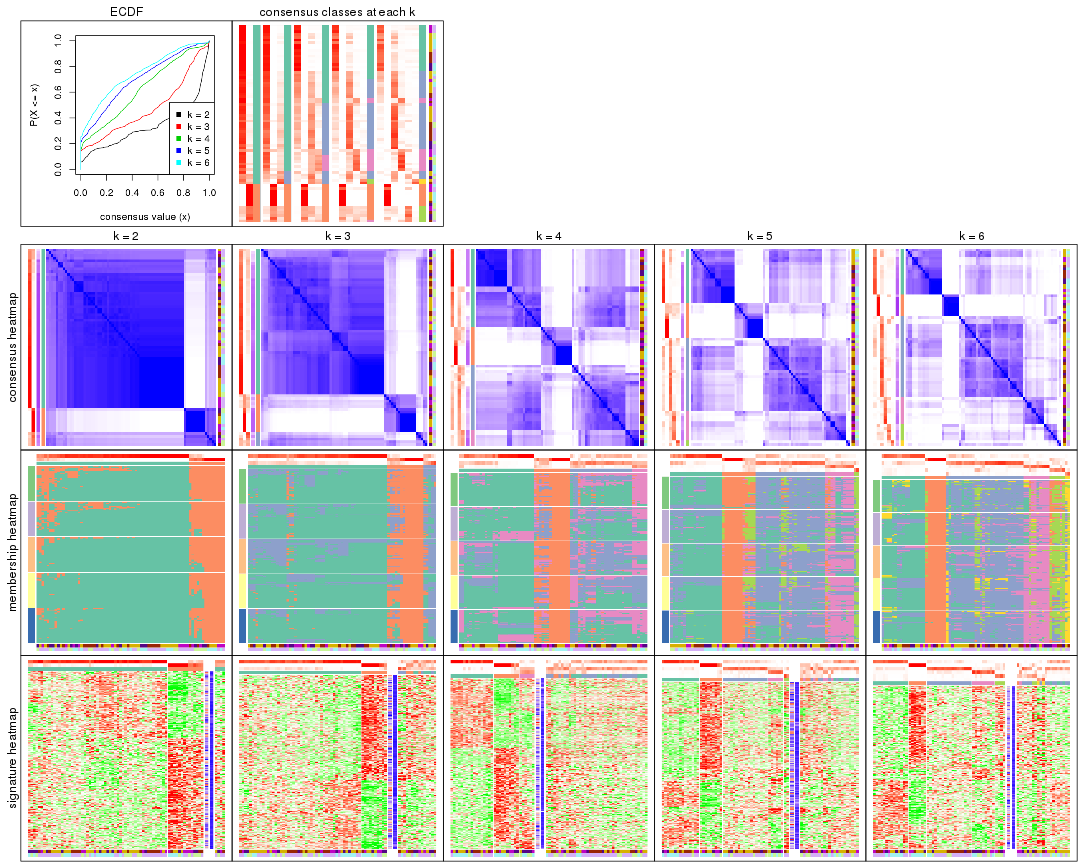 ECDF
consensus classes at each k
P(X <= x)
0.0 0.2 0.4 0.6 0.8 1.0
k = 2
k = 3
k = 4
k = 5
k = 6
0.0 0.2 0.4 0.6 0.8 1.0
consensus value (x)
k = 2
k = 3
k = 4
k = 5
k = 6
consensus heatmap
membership heatmap
signature heatmap